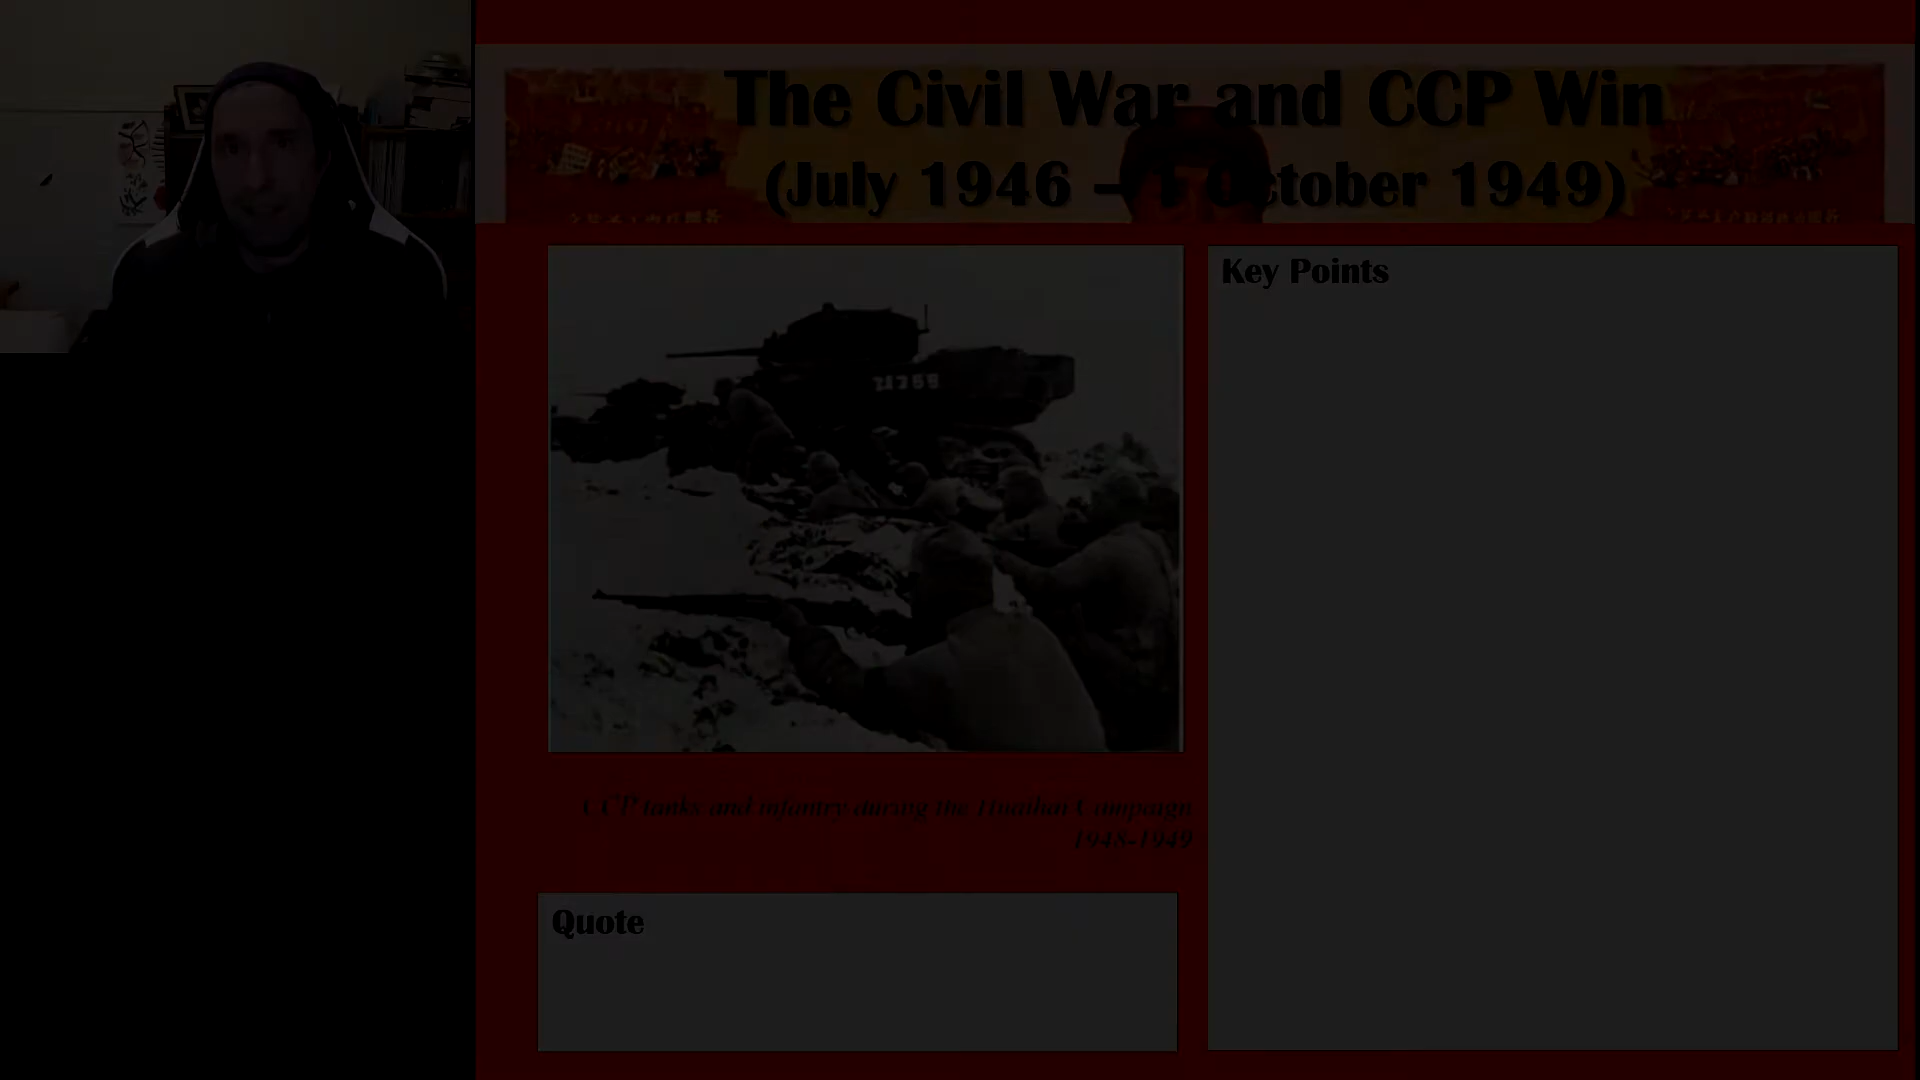 The Civil War and CCP Win
(July 1946 – 1 October 1949)
Key Points
CCP tanks and infantry during the Huaihai Campaign
1948-1949
Quote